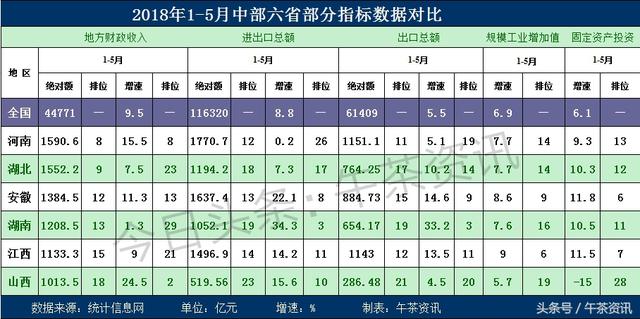 2018年1-5月中部六省部分指标数据对比
地区 地方财政收入 进出口总额 出口总额 规模工业增加值 固定资产投资
1-5月 1-5月 1-5月 1-5月 1-5月
绝对额 排位 增速 排位 绝对额 排位 增速 排位 绝对额 排位 增速 排位 增速 排位 增速 排位
全国 44771 — 9.5 — 116320 — 8.8 — 61409 — 5.5 — 6.9 — 6.1 —
河南 1590.6 8 15.5 8 1770.7 12 0.2 26 1151.1 11 5.1 19 7.7 14 9.3 13
湖北 1552.2 9 7.5 23 1194.2 18 7.3 17 764.25 17 10.2 14 7.7 14 10.3 12
安徽 1384.5 12 11.3 13 1637.4 13 22.1 8 884.73 15 14.6 9 8.6 9 11.8 6
湖南 1208.5 13 1.3 29 1052.1 19 34.3 3 654.17 19 33.2 3 7.6 16 10.5 11
江西 1133.3 15 9 21 1496.9 14 14.2 11 1143 12 13.5 11 9 6 11.5 7
山西 1013.5 18 24.5 2 519.56 23 15.6 10 286.48 21 4.5 20 5.7 19 -15 28
数据来源：统计信息网 单位：亿元 增速：% 制表：午茶资讯
今日头条：午茶资讯
头条号 / 午茶资讯